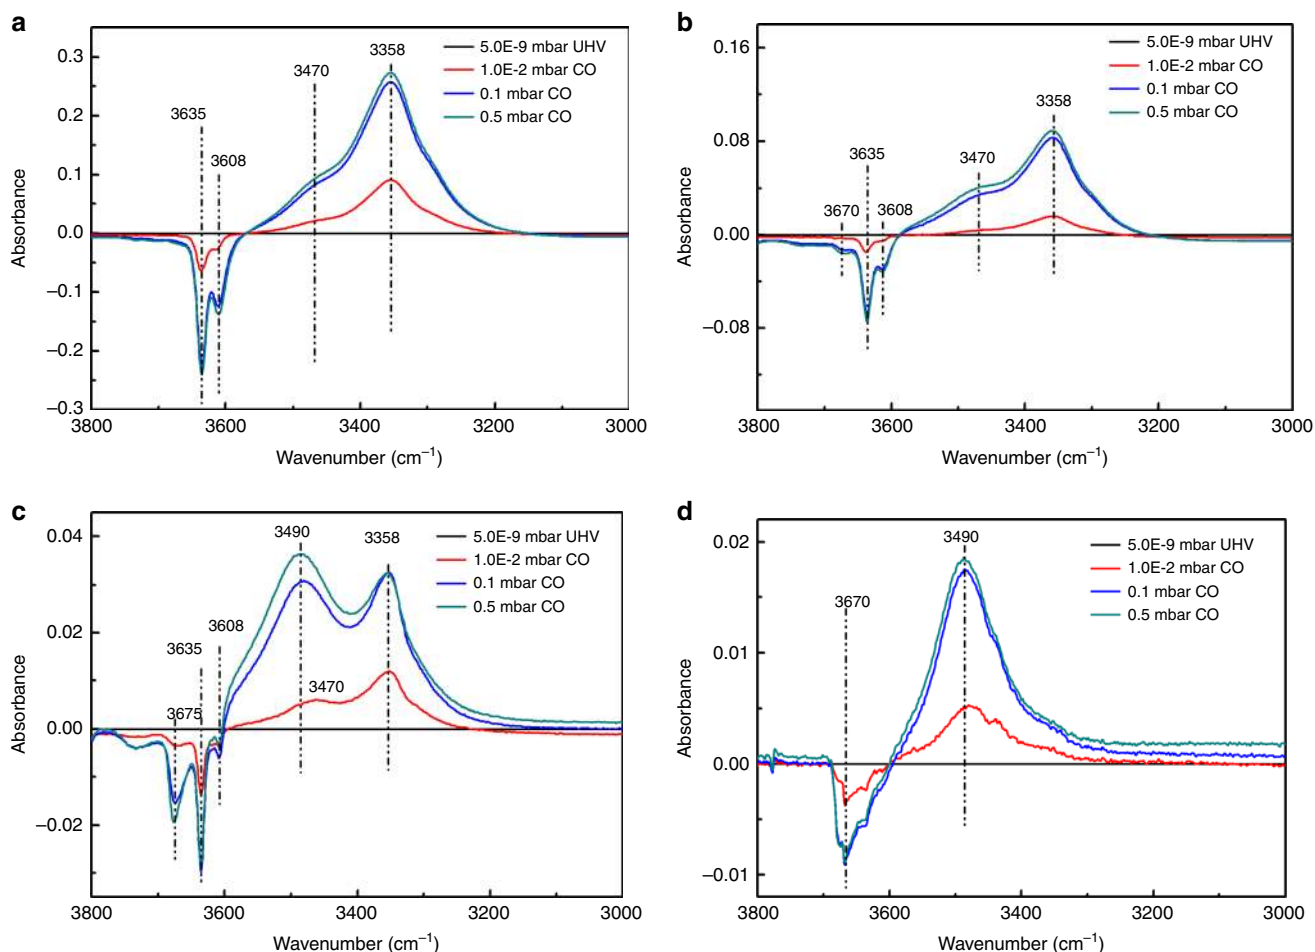 a
0.3
0.2
0.1
0.0
−0.1
−0.2
−0.3
Absorbance
3635
3608
3470
3358
5.0E-9 mbar UHV
1.0E-2 mbar CO
0.1 mbar CO
0.5 mbar CO
3800 3600 3400 3200 3000
Wavenumber (cm⁻¹)
b
0.16
0.08
0.00
−0.08
Absorbance
3670
3635
3608
3470
3358
5.0E-9 mbar UHV
1.0E-2 mbar CO
0.1 mbar CO
0.5 mbar CO
3800 3600 3400 3200 3000
Wavenumber (cm⁻¹)
c
0.04
0.02
0.00
−0.02
Absorbance
3675
3635
3608
3490
3470
3358
5.0E-9 mbar UHV
1.0E-2 mbar CO
0.1 mbar CO
0.5 mbar CO
3800 3600 3400 3200 3000
Wavenumber (cm⁻¹)
d
0.02
0.01
0.00
−0.01
Absorbance
3670
3490
5.0E-9 mbar UHV
1.0E-2 mbar CO
0.1 mbar CO
0.5 mbar CO
3800 3600 3400 3200 3000
Wavenumber (cm⁻¹)